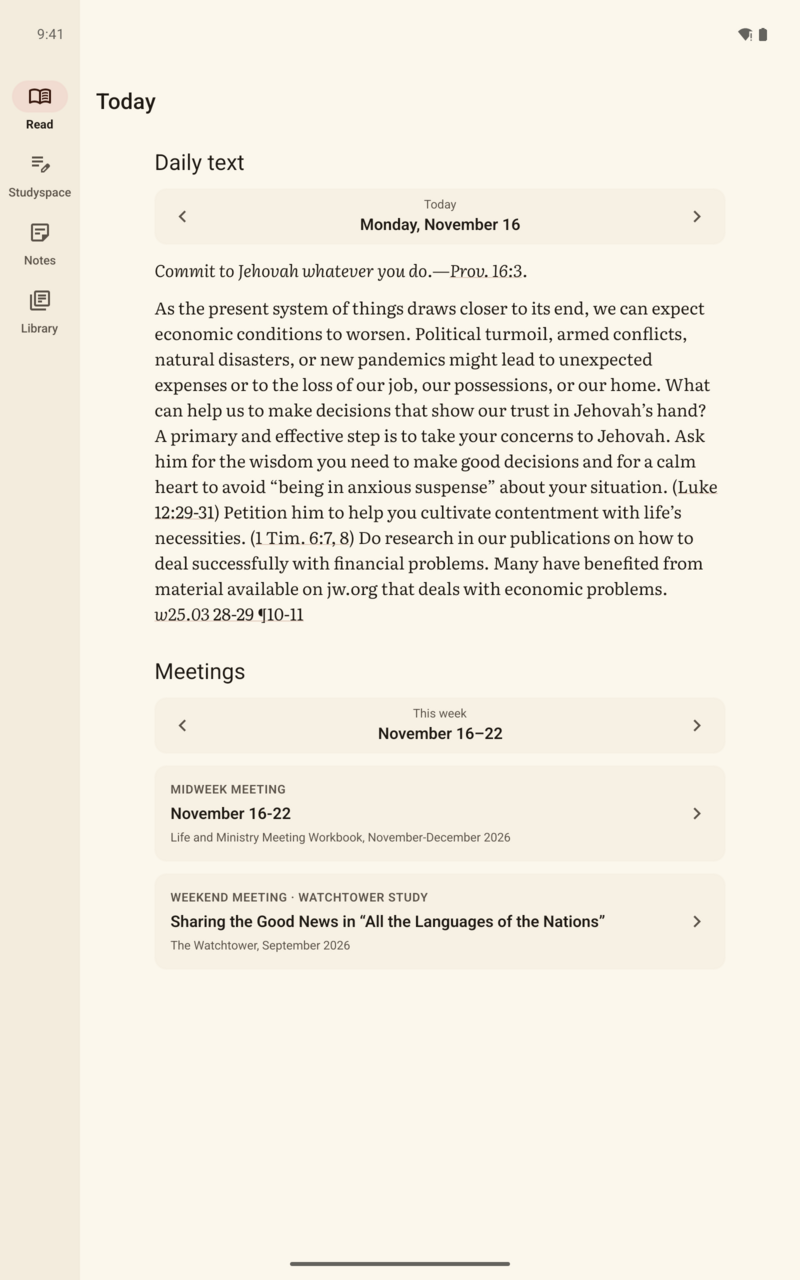 9:41
Today
Read
Studyspace
Notes
Library
Daily text
Today
Monday, November 16
Commit to Jehovah whatever you do.—Prov. 16:3.
As the present system of things draws closer to its end, we can expect
economic conditions to worsen. Political turmoil, armed conflicts,
natural disasters, or new pandemics might lead to unexpected
expenses or to the loss of our job, our possessions, or our home. What
can help us to make decisions that show our trust in Jehovah’s hand?
A primary and effective step is to take your concerns to Jehovah. Ask
him for the wisdom you need to make good decisions and for a calm
heart to avoid “being in anxious suspense” about your situation. (Luke
12:29-31) Petition him to help you cultivate contentment with life’s
necessities. (1 Tim. 6:7, 8) Do research in our publications on how to
deal successfully with financial problems. Many have benefited from
material available on jw.org that deals with economic problems.
w25.03 28-29 ¶10-11
Meetings
This week
November 16–22
MIDWEEK MEETING
November 16-22
Life and Ministry Meeting Workbook, November-December 2026
WEEKEND MEETING · WATCHTOWER STUDY
Sharing the Good News in “All the Languages of the Nations”
The Watchtower, September 2026